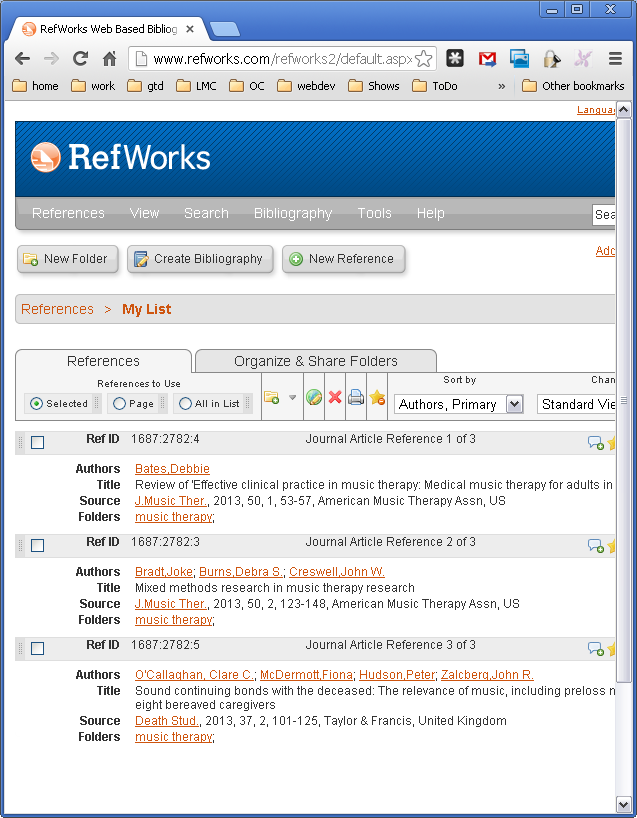 RefWorks Web Based Bibliog
www.refworks.com/refworks2/default.aspx
home work gtd LMC OC webdev Shows ToDo » Other bookmarks
Languag
RefWorks
References View Search Bibliography Tools Help Sea
New Folder Create Bibliography New Reference Add
References > My List
References Organize & Share Folders
References to Use Sort by Chan
Selected Page All in List Authors, Primary Standard Vie
Ref ID 1687:2782:4 Journal Article Reference 1 of 3
Authors Bates,Debbie
Title Review of 'Effective clinical practice in music therapy: Medical music therapy for adults in
Source J.Music Ther., 2013, 50, 1, 53-57, American Music Therapy Assn, US
Folders music therapy;
Ref ID 1687:2782:3 Journal Article Reference 2 of 3
Authors Bradt,Joke; Burns,Debra S.; Creswell,John W.
Title Mixed methods research in music therapy research
Source J.Music Ther., 2013, 50, 2, 123-148, American Music Therapy Assn, US
Folders music therapy;
Ref ID 1687:2782:5 Journal Article Reference 3 of 3
Authors O'Callaghan, Clare C.; McDermott,Fiona; Hudson,Peter; Zalcberg,John R.
Title Sound continuing bonds with the deceased: The relevance of music, including preloss n
eight bereaved caregivers
Source Death Stud., 2013, 37, 2, 101-125, Taylor & Francis, United Kingdom
Folders music therapy;